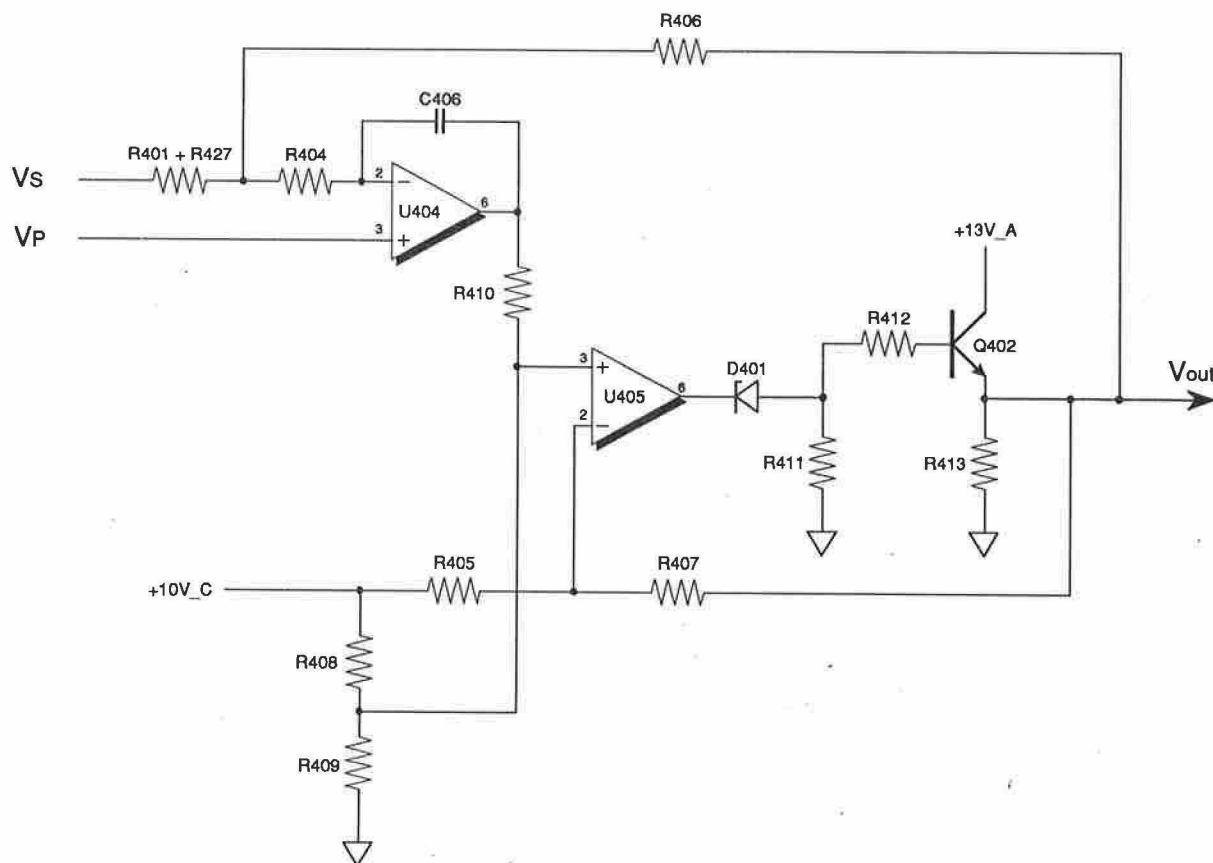 R406
C406
R401 + R427
R404
VS
2
−
U404
6
VP
3
+
+13V_A
R410
R412
Q402
3
+
D401
Vout
U405
6
2
−
R411
R413
R405
R407
+10V_C
R408
R409